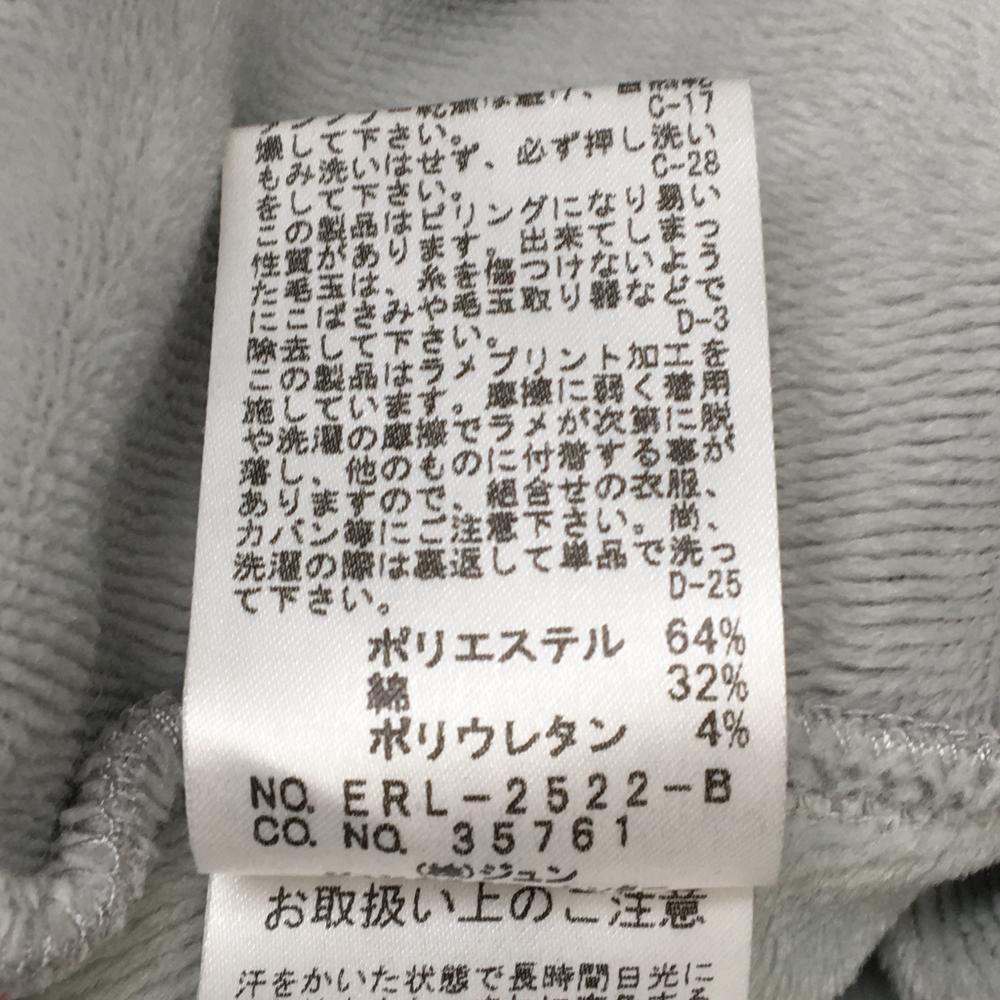 燥して下さい。 C-17
もみ洗いはせず、必ず押し洗い
をして下さい。 C-28
この製品はピリングになり易い
性質があります。出来てしまつ
た毛玉は、糸を傷つけないよう
にこばさみや毛玉取り器などで
除去して下さい。 D-3
この製品はラメプリント加工を
施しています。摩擦に弱く着用
や洗濯の摩擦でラメが次第に脱
落し、他のものに付着する事が
ありますので、組合せの衣服、
カバン等にはご注意下さい。尚、
洗濯の際は裏返して単品で洗っ
て下さい。 D-25
ポリエステル 64%
綿 32%
ポリウレタン 4%
NO. ERL-2522-B
CO. NO. 35761
(株)ジュン
お取扱い上のご注意
汗をかいた状態で長時間日光に